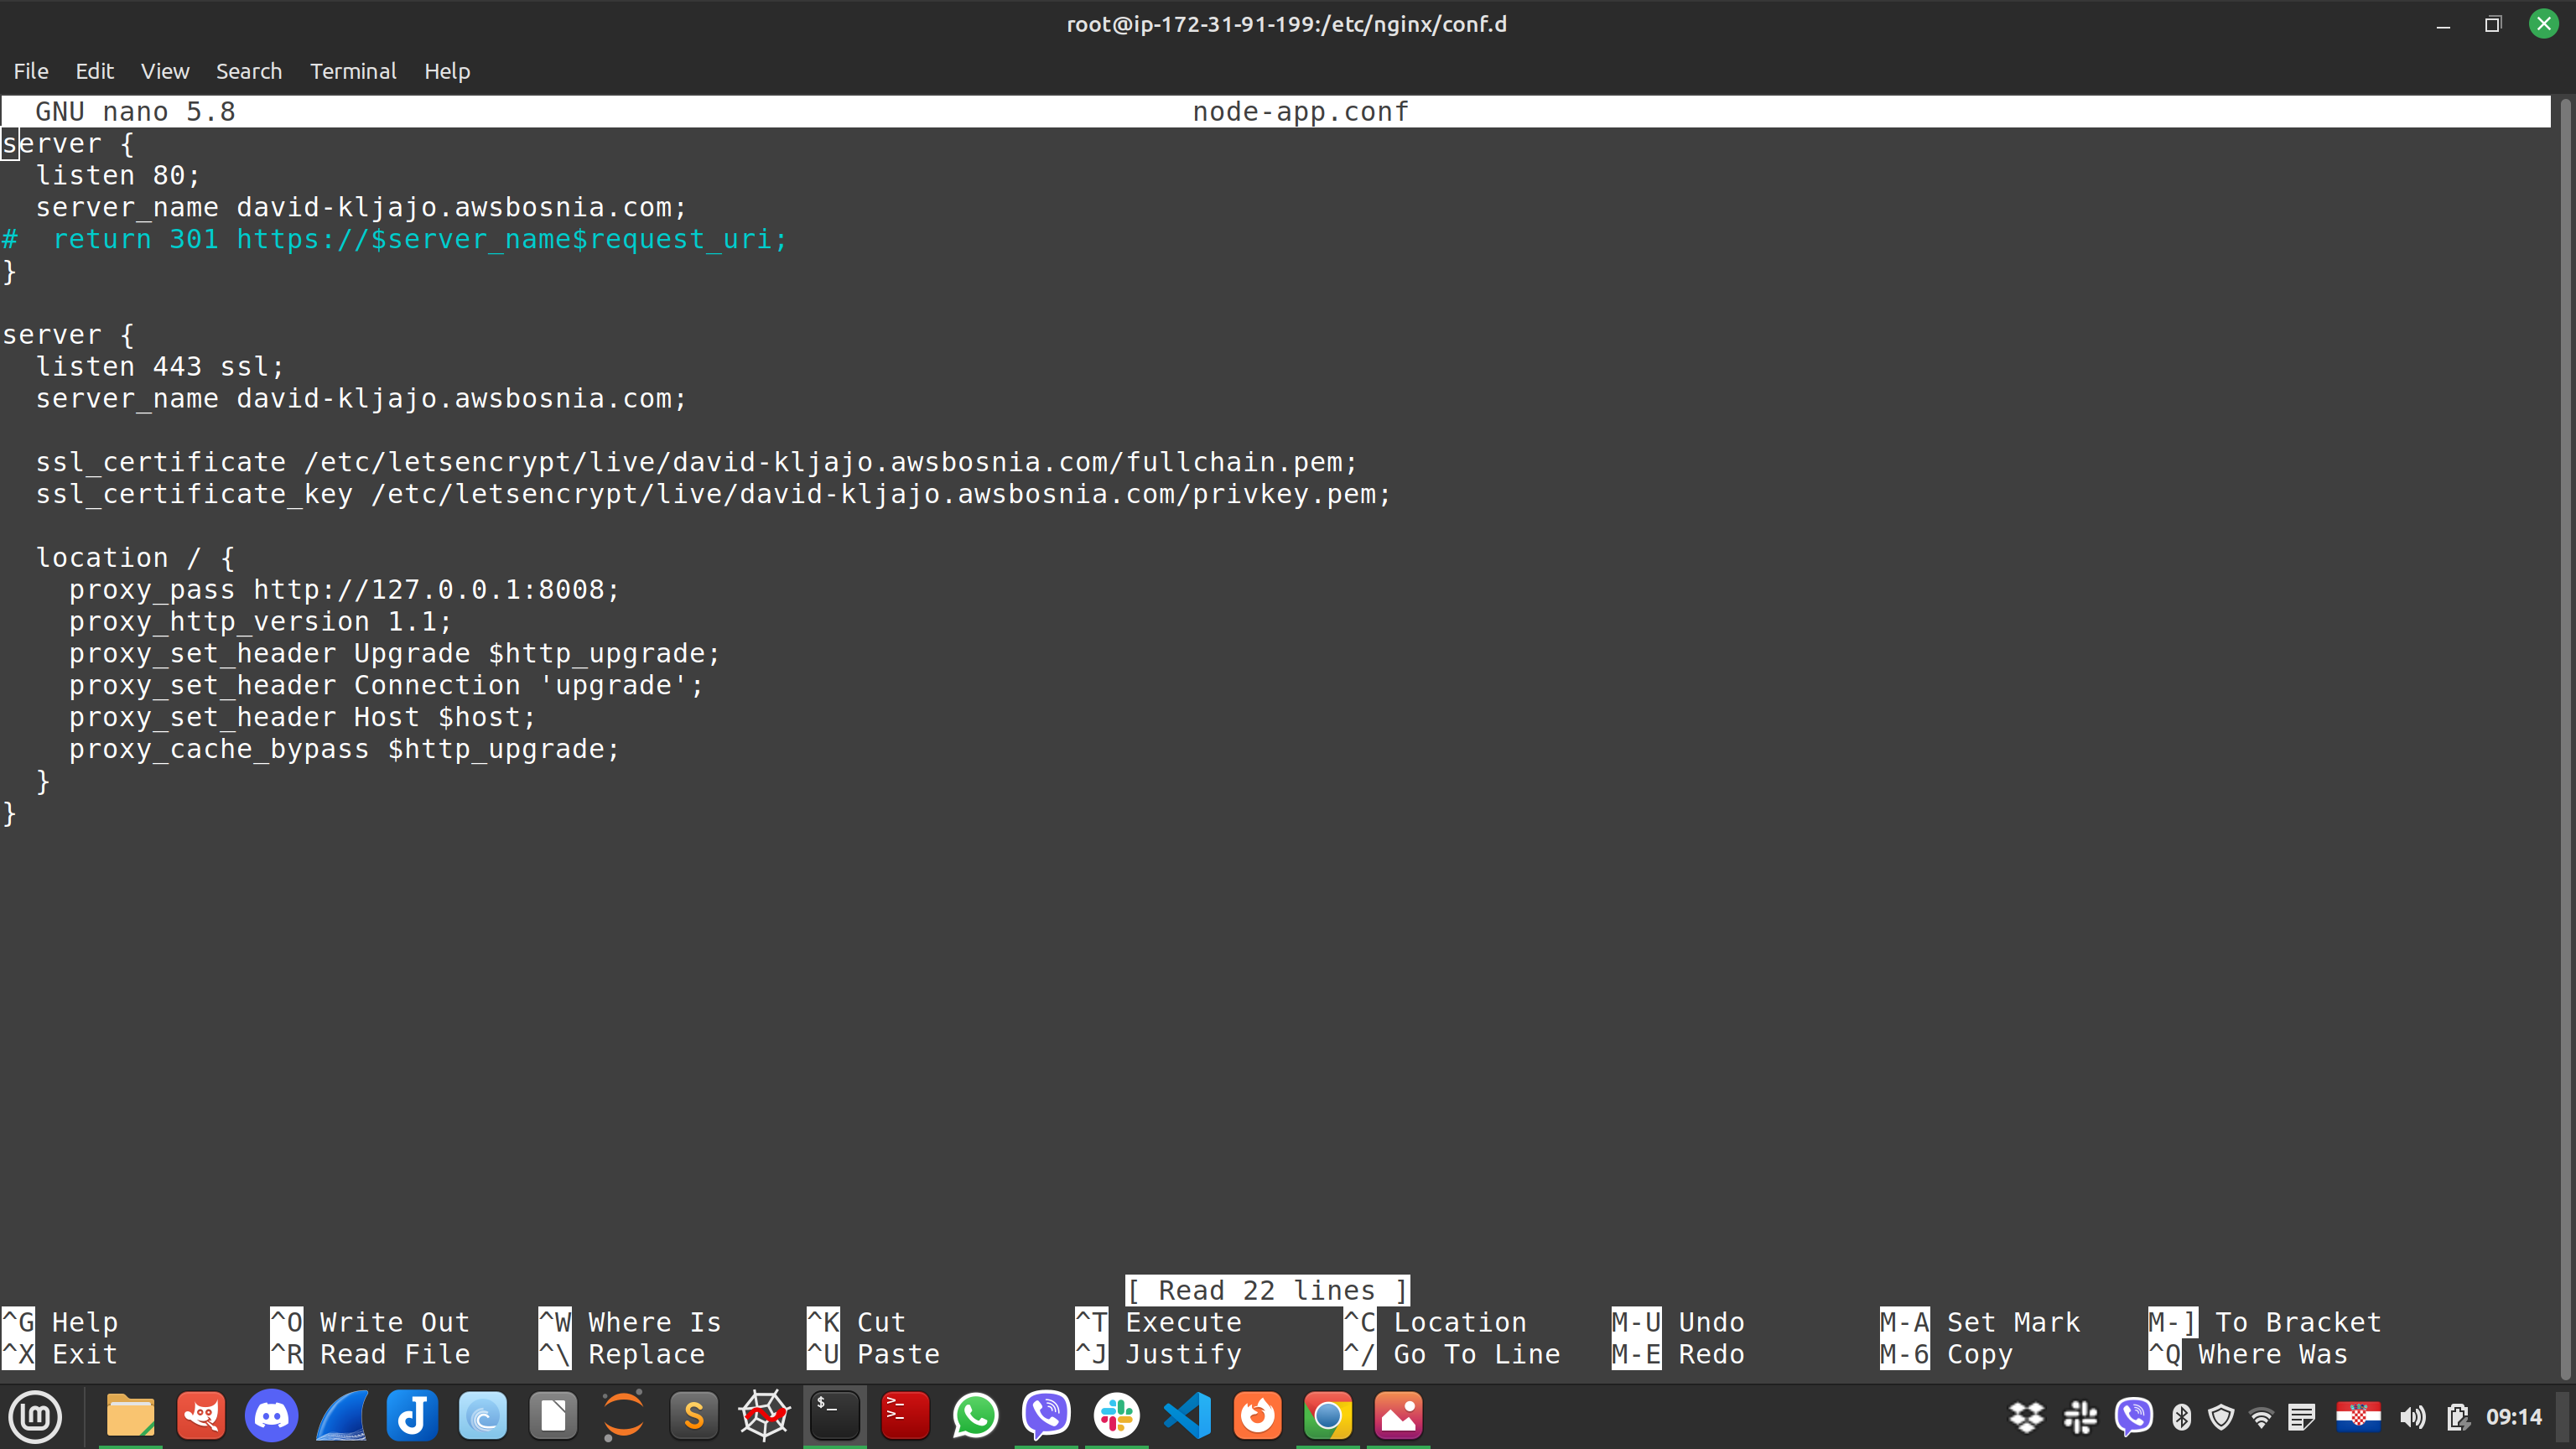 root@ip-172-31-91-199:/etc/nginx/conf.d
File Edit View Search Terminal Help
GNU nano 5.8 node-app.conf
server {
  listen 80;
  server_name david-kljajo.awsbosnia.com;
#  return 301 https://$server_name$request_uri;
}
server {
  listen 443 ssl;
  server_name david-kljajo.awsbosnia.com;
  ssl_certificate /etc/letsencrypt/live/david-kljajo.awsbosnia.com/fullchain.pem;
  ssl_certificate_key /etc/letsencrypt/live/david-kljajo.awsbosnia.com/privkey.pem;
  location / {
    proxy_pass http://127.0.0.1:8008;
    proxy_http_version 1.1;
    proxy_set_header Upgrade $http_upgrade;
    proxy_set_header Connection 'upgrade';
    proxy_set_header Host $host;
    proxy_cache_bypass $http_upgrade;
  }
}
[ Read 22 lines ]
^G Help ^O Write Out ^W Where Is ^K Cut ^T Execute ^C Location M-U Undo M-A Set Mark M-] To Bracket
^X Exit ^R Read File ^\ Replace ^U Paste ^J Justify ^/ Go To Line M-E Redo M-6 Copy ^Q Where Was
09:14